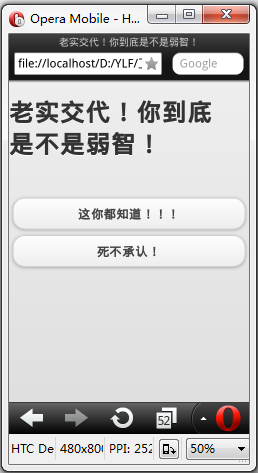 Opera Mobile - H...
老实交代！你到底是不是弱智！
file://localhost/D:/YLF/
Google
老实交代！你到底
是不是弱智！
这你都知道！！！
死不承认！
52
HTC De 480x800 PPI: 252 50%